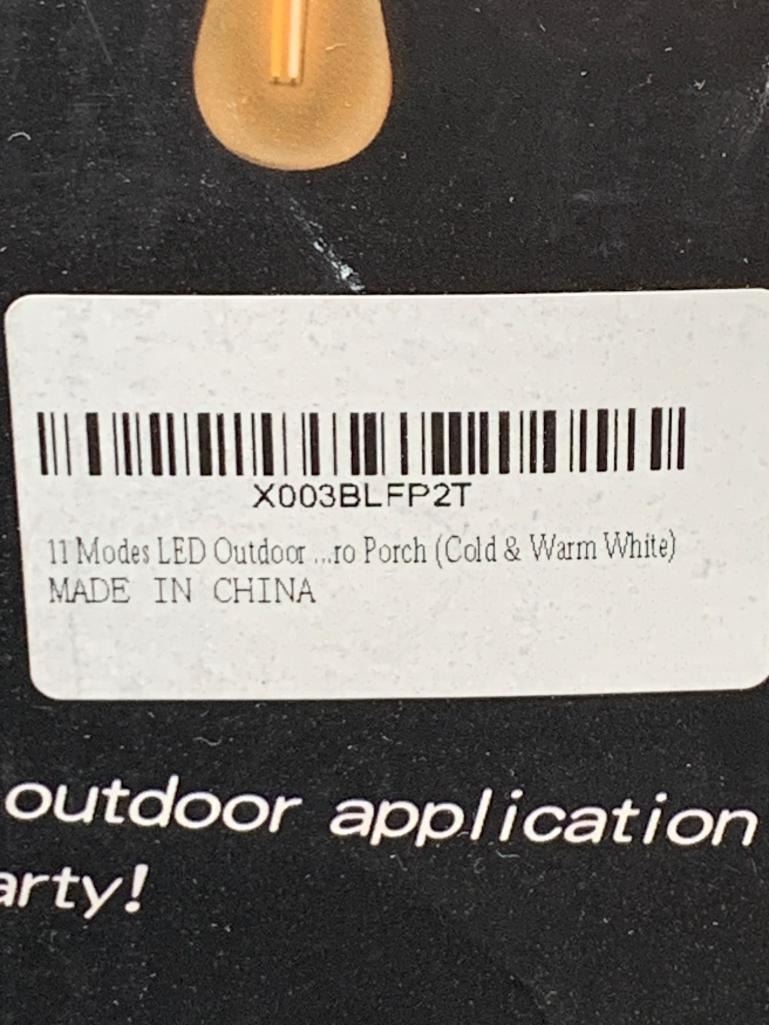 X003BLFP2T
11 Modes LED Outdoor ...ro Porch (Cold & Warm White)
MADE IN CHINA
outdoor application
arty!